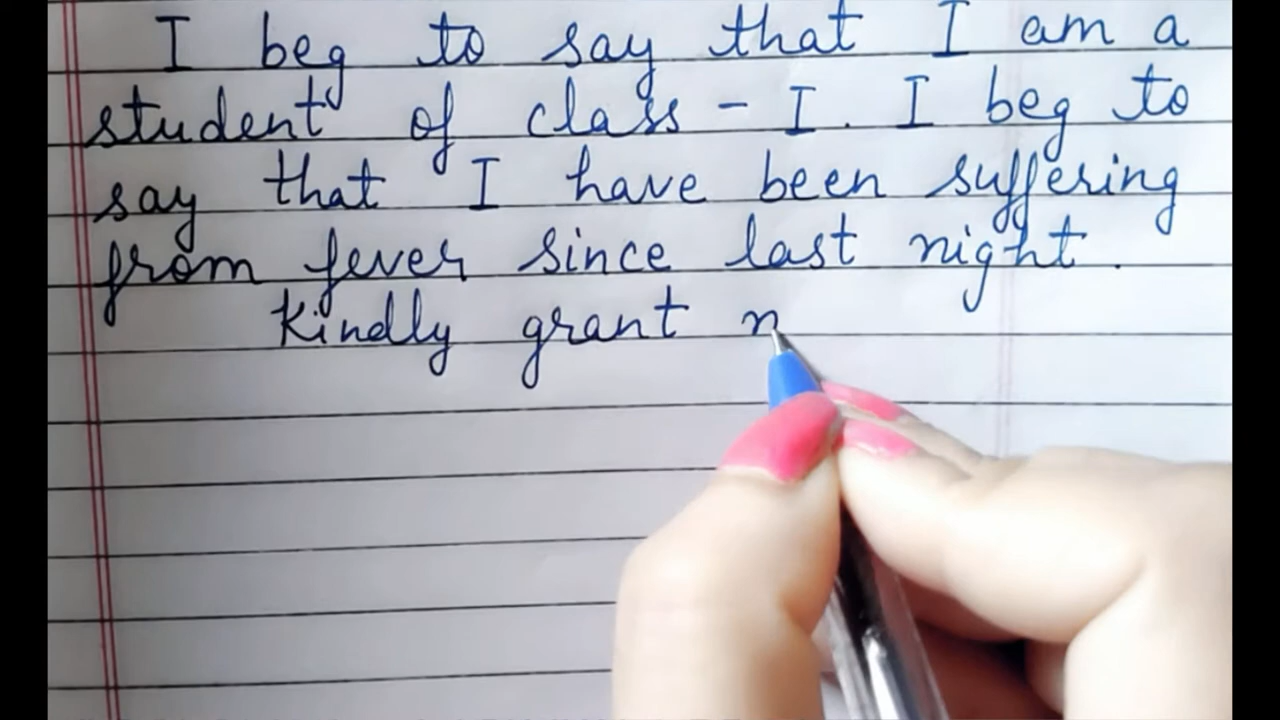 I beg to say that I am a
student of class - I. I beg to
say that I have been suffering
from fever since last night.
Kindly grant